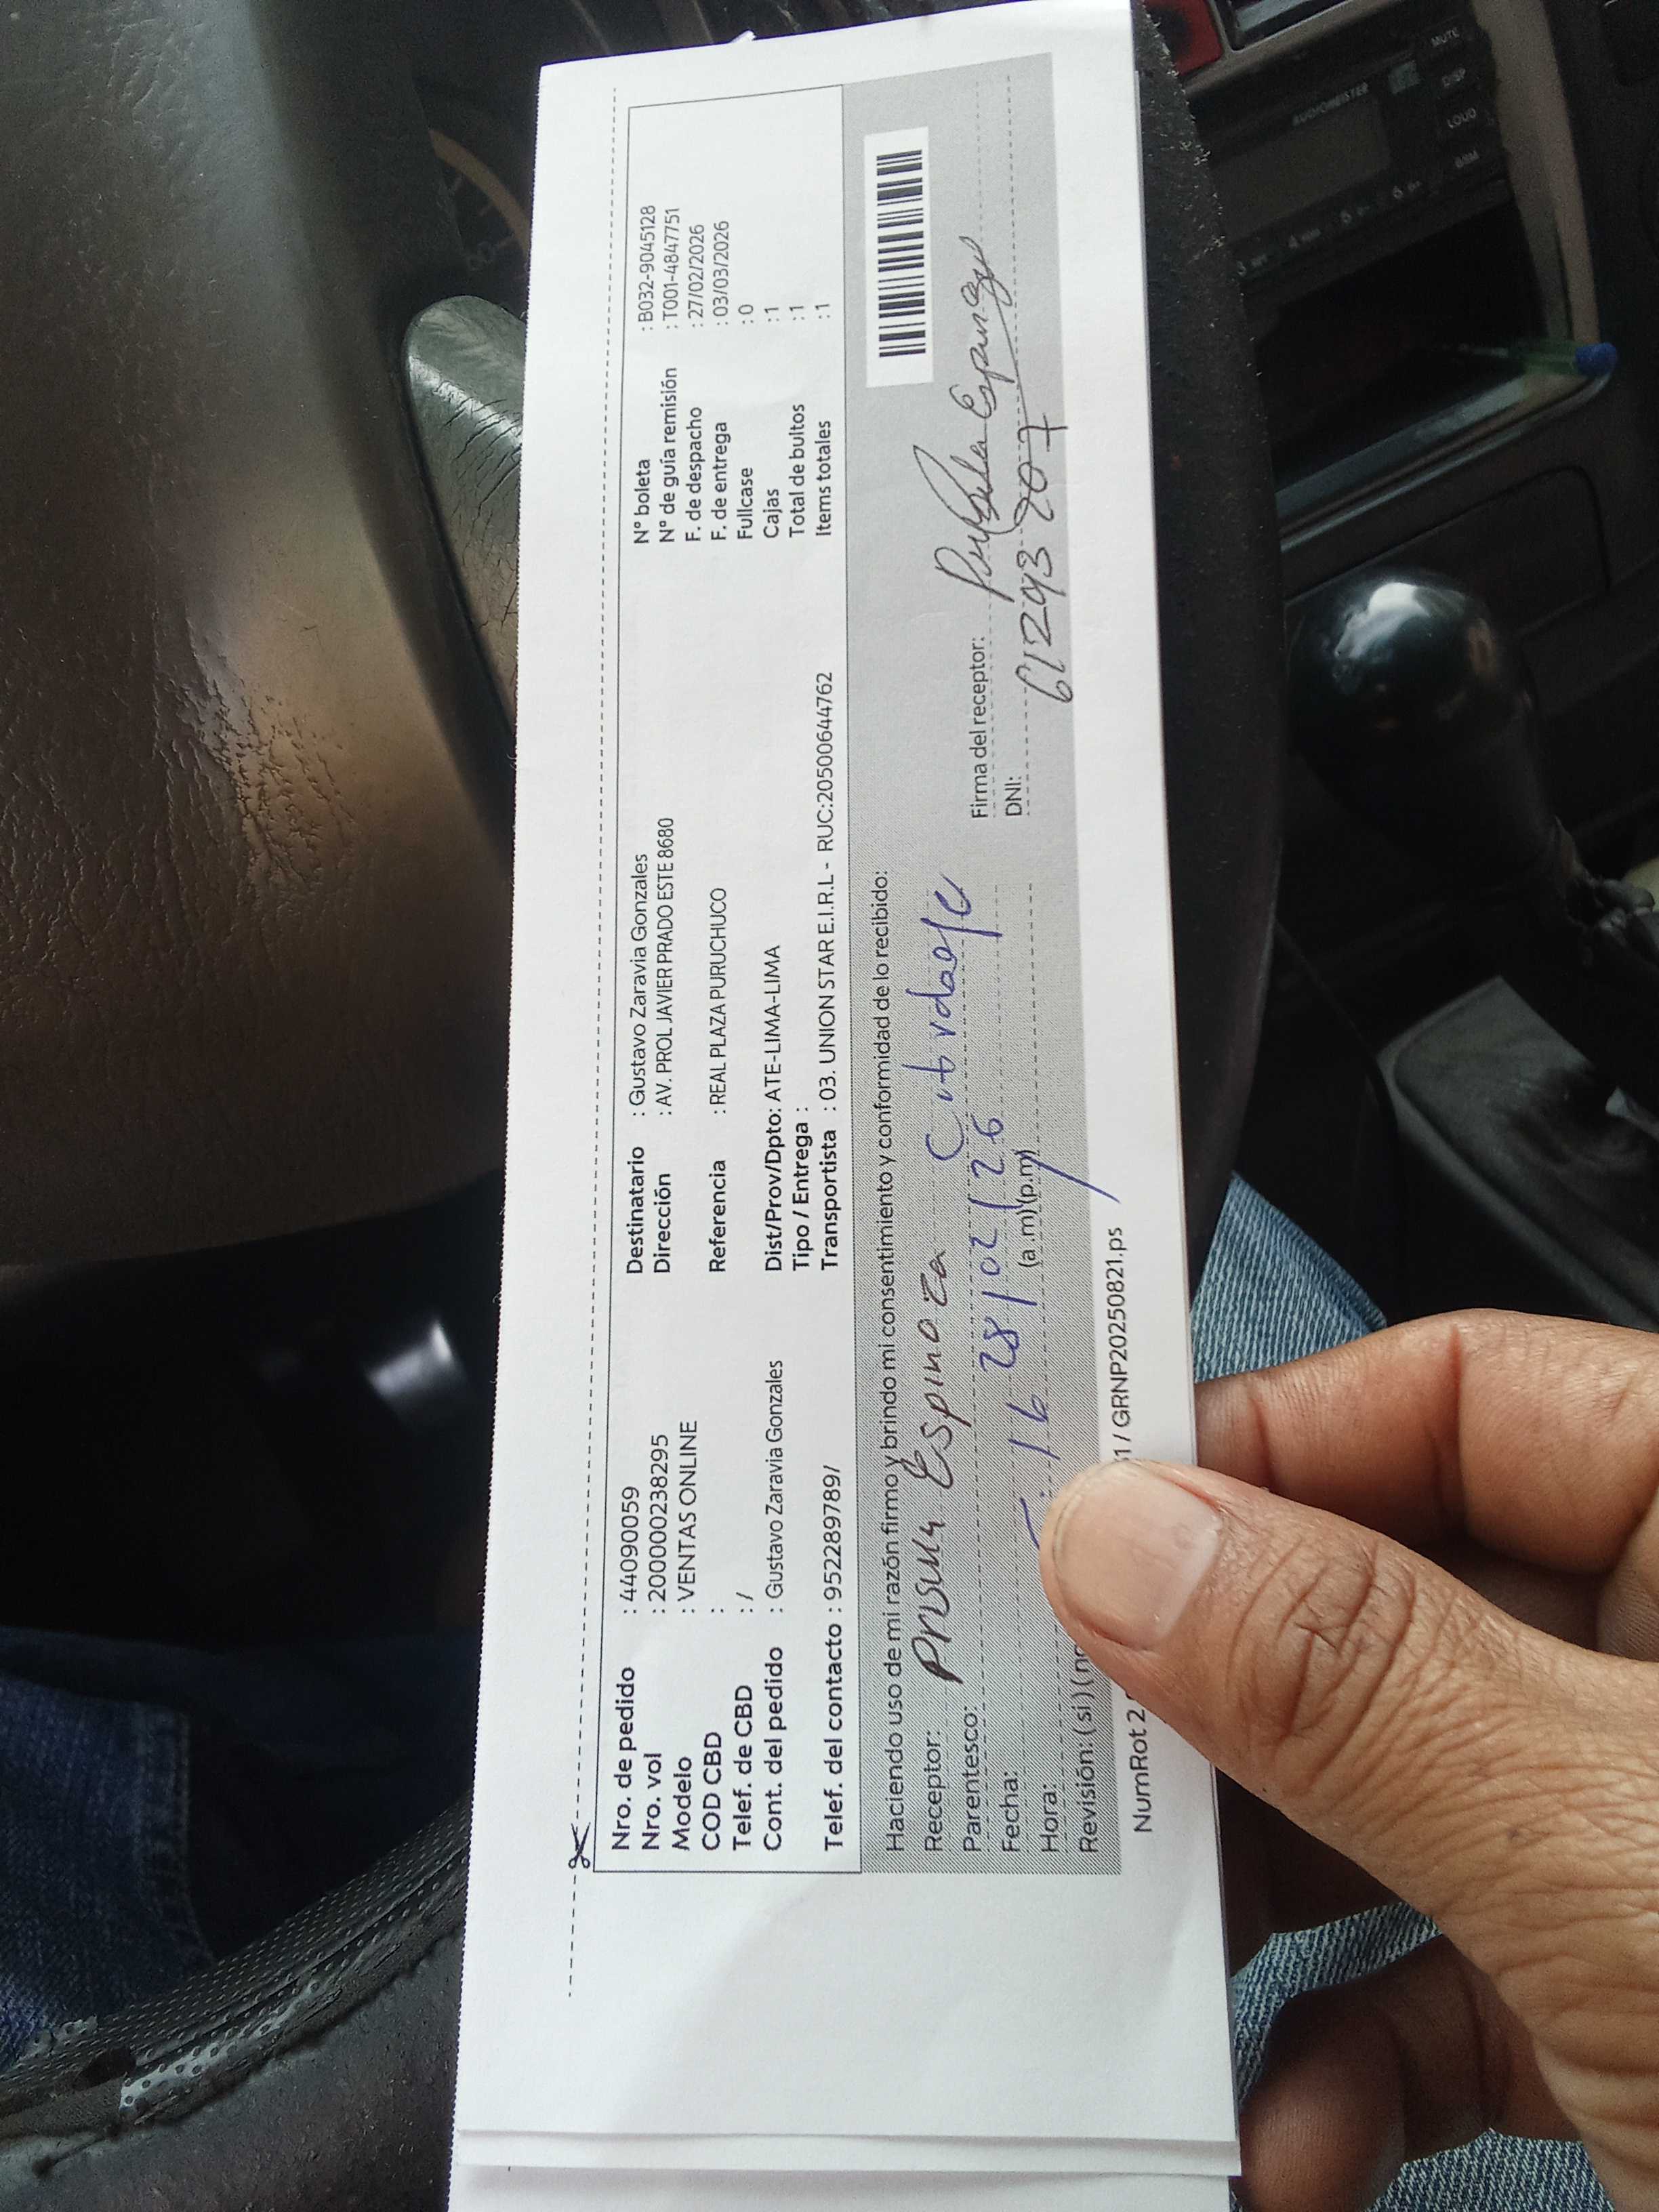 Nro. de pedido : 44090059
Nro. vol : 200000238295
Modelo : VENTAS ONLINE
COD CBD :
Telef. de CBD : /
Cont. del pedido : Gustavo Zaravia Gonzales
Telef. del contacto : 952289789/
Destinatario : Gustavo Zaravia Gonzales
Dirección : AV. PROL JAVIER PRADO ESTE 8680
Referencia : REAL PLAZA PURUCHUCO
Dist/Prov/Dpto: ATE-LIMA-LIMA
Tipo / Entrega :
Transportista : 03. UNION STAR E.I.R.L - RUC:20500644762
N° boleta : B032-9045128
N° de guía remisión : T001-4847751
F. de despacho : 27/02/2026
F. de entrega : 03/03/2026
Fullcase : 0
Cajas : 1
Total de bultos : 1
Items totales : 1
Haciendo uso de mi razón firmo y brindo mi consentimiento y conformidad de lo recibido:
Receptor: Espinoza
Parentesco:
Fecha: 28/02/26
Hora: 16 (a.m)(p.m)
Revisión: (si) (no
Firma del receptor:
DNI: 61293207
NumRot 2
1 / GRNP20250821.ps
MUTE
DISP
LOUD
AUDIOMEISTER